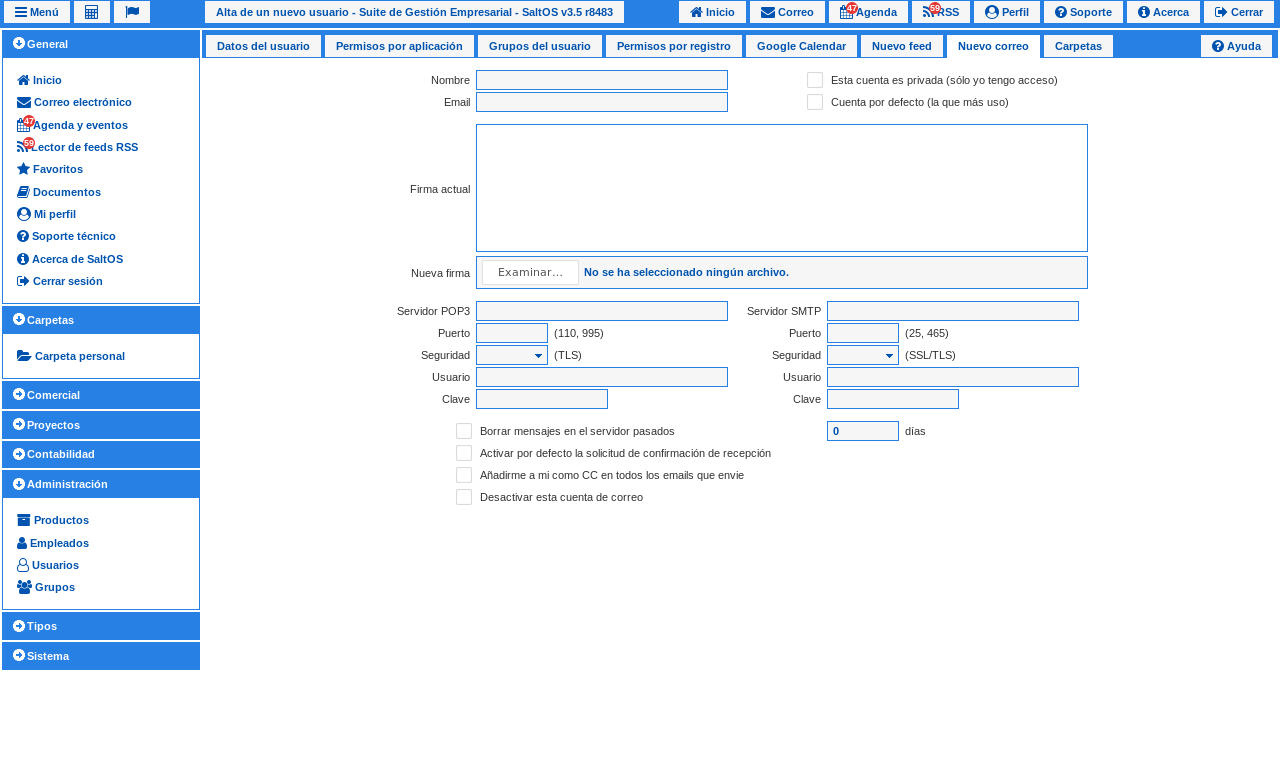 Menú
Alta de un nuevo usuario - Suite de Gestión Empresarial - SaltOS v3.5 r8483
Inicio
Correo
47
Agenda
59
RSS
Perfil
Soporte
Acerca
Cerrar
General
Inicio
Correo electrónico
47
Agenda y eventos
59
Lector de feeds RSS
Favoritos
Documentos
Mi perfil
Soporte técnico
Acerca de SaltOS
Cerrar sesión
Carpetas
Carpeta personal
Comercial
Proyectos
Contabilidad
Administración
Productos
Empleados
Usuarios
Grupos
Tipos
Sistema
Datos del usuario
Permisos por aplicación
Grupos del usuario
Permisos por registro
Google Calendar
Nuevo feed
Nuevo correo
Carpetas
Ayuda
Nombre
Esta cuenta es privada (sólo yo tengo acceso)
Email
Cuenta por defecto (la que más uso)
Firma actual
Nueva firma
Examinar...
No se ha seleccionado ningún archivo.
Servidor POP3
Servidor SMTP
Puerto
(110, 995)
Puerto
(25, 465)
Seguridad
(TLS)
Seguridad
(SSL/TLS)
Usuario
Usuario
Clave
Clave
Borrar mensajes en el servidor pasados
0
días
Activar por defecto la solicitud de confirmación de recepción
Añadirme a mi como CC en todos los emails que envie
Desactivar esta cuenta de correo